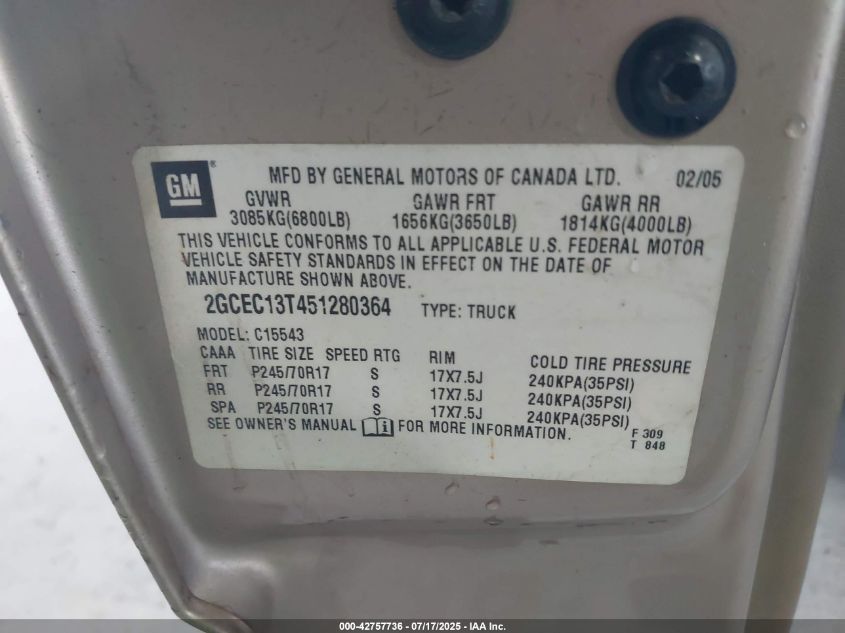 GM®
MFD BY GENERAL MOTORS OF CANADA LTD. 02/05
GVWR GAWR FRT GAWR RR
3085KG(6800LB) 1656KG(3650LB) 1814KG(4000LB)
THIS VEHICLE CONFORMS TO ALL APPLICABLE U.S. FEDERAL MOTOR
VEHICLE SAFETY STANDARDS IN EFFECT ON THE DATE OF
MANUFACTURE SHOWN ABOVE.
2GCEC13T451280364 TYPE: TRUCK
MODEL: C15543
CAAA TIRE SIZE SPEED RTG RIM COLD TIRE PRESSURE
FRT P245/70R17 S 17X7.5J 240KPA(35PSI)
RR P245/70R17 S 17X7.5J 240KPA(35PSI)
SPA P245/70R17 S 17X7.5J 240KPA(35PSI)
SEE OWNER'S MANUAL i FOR MORE INFORMATION.
F 309
T 848
000-42757736 - 07/17/2025 - IAA Inc.